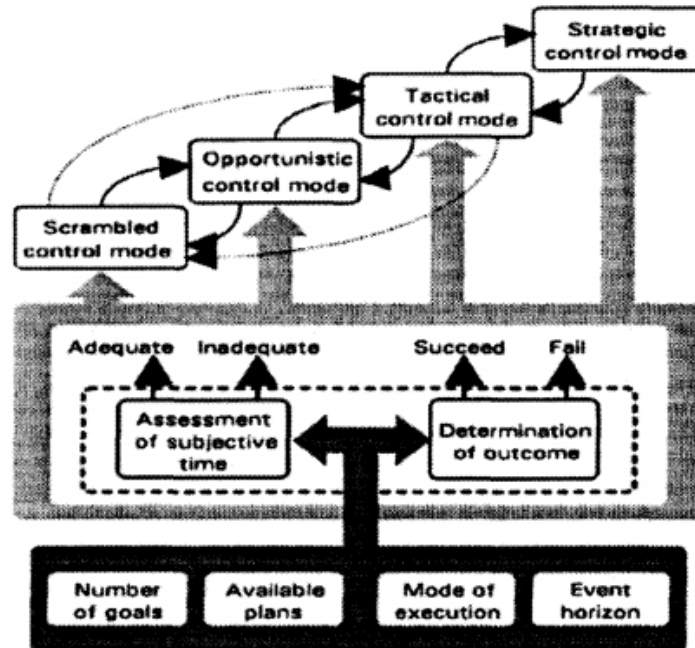 Strategic
control mode
Tactical
control mode
Opportunistic
control mode
Scrambled
control mode
Adequate
Inadequate
Succeed
Fail
Assessment
of subjective
time
Determination
of outcome
Number
of goals
Available
plans
Mode of
execution
Event
horizon